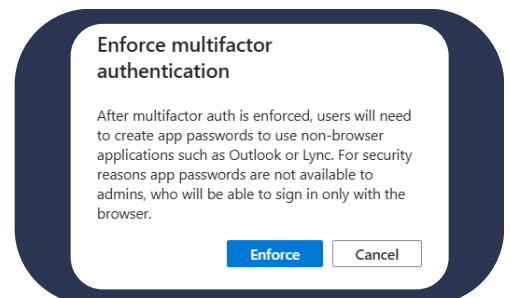 Enforce multifactor
authentication
After multifactor auth is enforced, users will need
to create app passwords to use non-browser
applications such as Outlook or Lync. For security
reasons app passwords are not available to
admins, who will be able to sign in only with the
browser.
Enforce Cancel